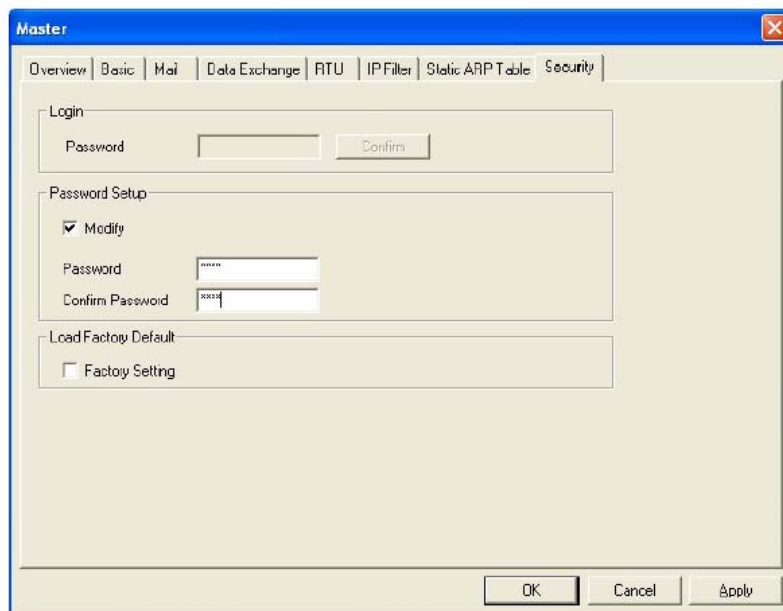 Master
Overview Basic Mail Data Exchange RTU IP Filter Static ARP Table Security
Login
Password Confirm
Password Setup
Modify
Password ****
Confirm Password ****
Load Factory Default
Factory Setting
OK Cancel Apply